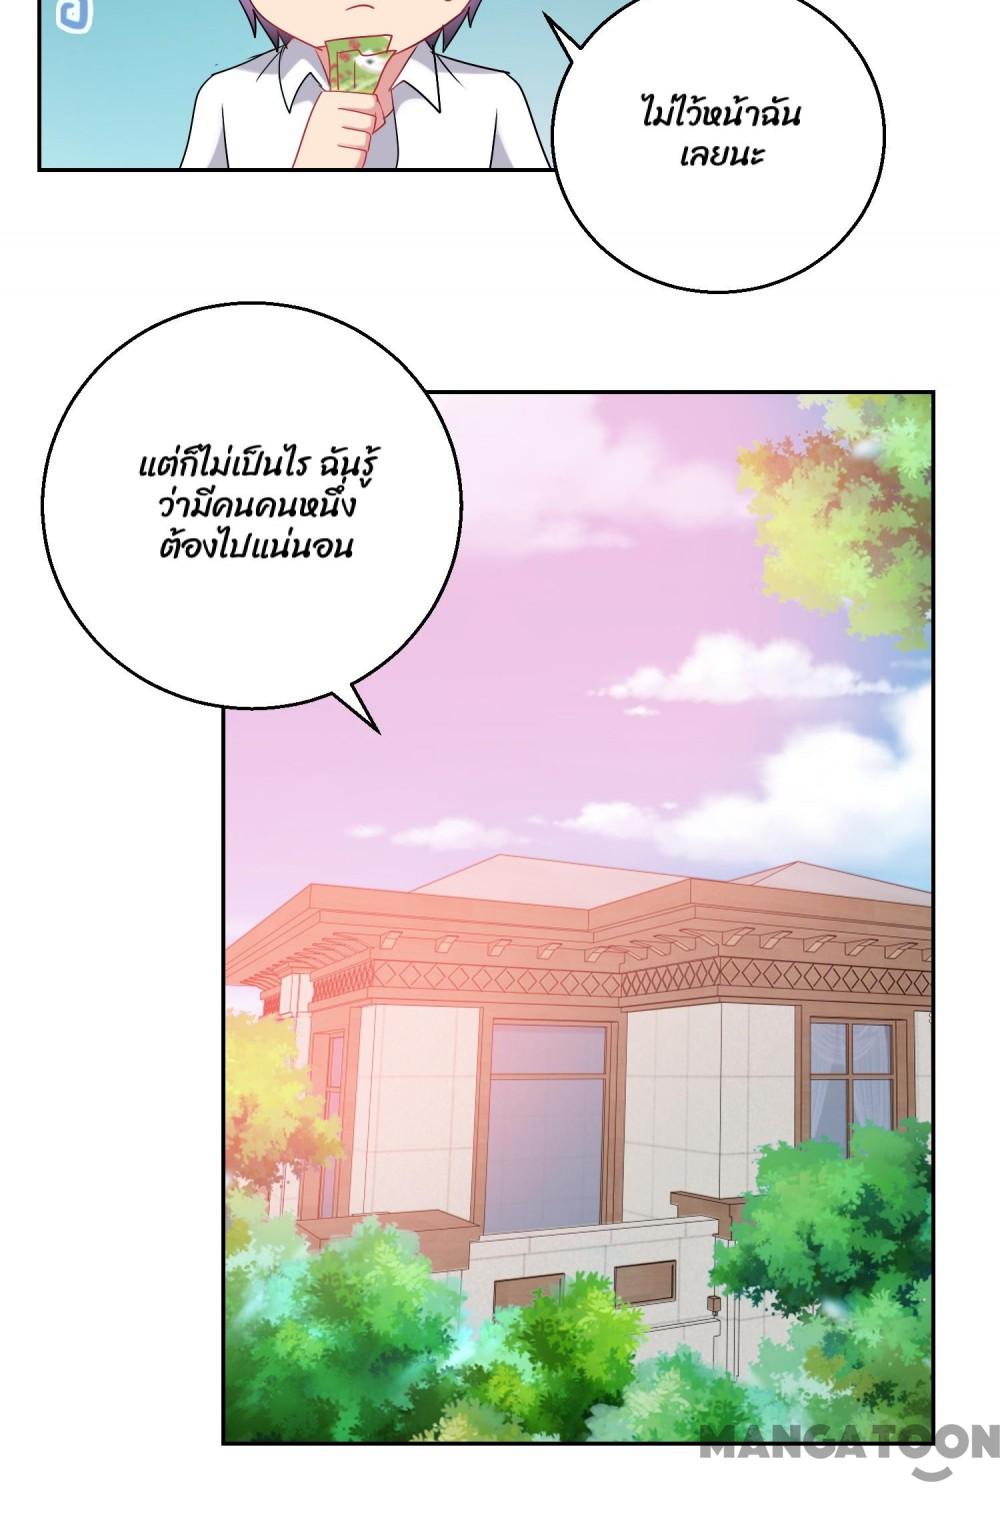 ไม่ไว้หน้าฉัน
เลยนะ
แต่ก็ไม่เป็นไร ฉันรู้
ว่ามีคนคนหนึ่ง
ต้องไปแน่นอน
MANGATOON